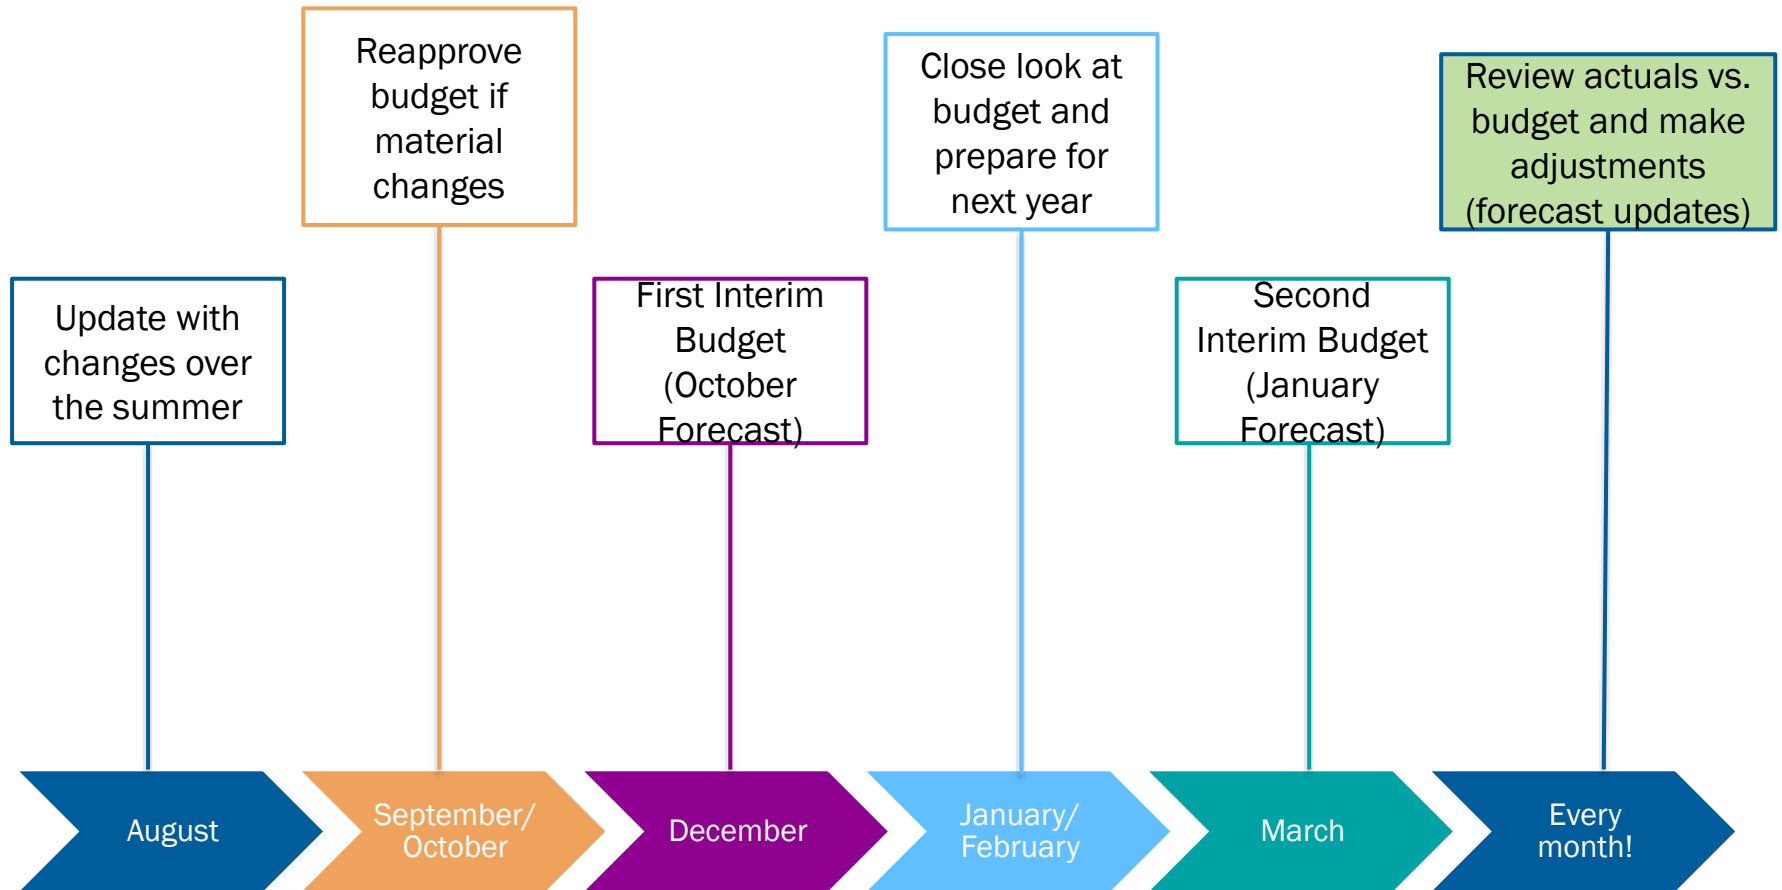 Reapprove
budget if
material
changes
Close look at
budget and
prepare for
next year
Review actuals vs.
budget and make
adjustments
(forecast updates)
Update with
changes over
the summer
First Interim
Budget
(October
Forecast)
Second
Interim Budget
(January
Forecast)
August
September/
October
December
January/
February
March
Every
month!